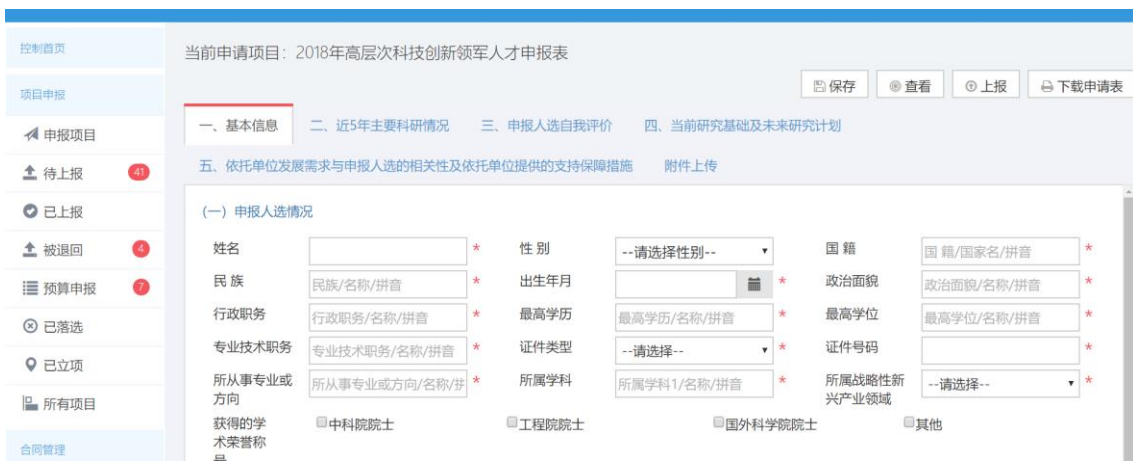 控制首页
项目申报
申报项目
待上报 41
已上报
被退回 4
预算申报 7
已落选
已立项
所有项目
合同管理
当前申请项目：2018年高层次科技创新领军人才申报表
保存 查看 上报 下载申请表
一、基本信息 二、近5年主要科研情况 三、申报人选自我评价 四、当前研究基础及未来研究计划
五、依托单位发展需求与申报人选的相关性及依托单位提供的支持保障措施 附件上传
（一）申报人选情况
姓名 * 性 别 --请选择性别-- 国 籍 国 籍/国家名/拼音 *
民 族 民族/名称/拼音 * 出生年月 * 政治面貌 政治面貌/名称/拼音 *
行政职务 行政职务/名称/拼音 * 最高学历 最高学历/名称/拼音 * 最高学位 最高学位/名称/拼音 *
专业技术职务 专业技术职务/名称/拼音 * 证件类型 --请选择-- * 证件号码 *
所从事专业或 所从事专业或方向/名称/拼 * 所属学科 所属学科1/名称/拼音 * 所属战略性新 --请选择-- *
方向 兴产业领域
获得的学 中科院院士 工程院院士 国外科学院院士 其他
术荣誉称
号